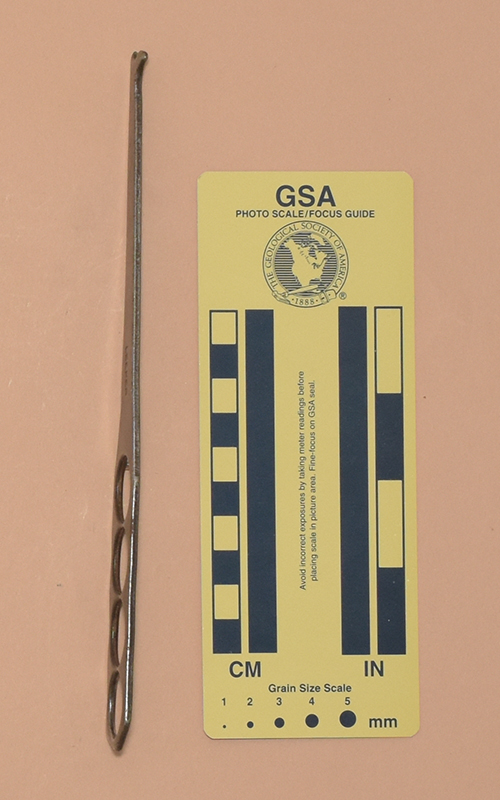 GSA
PHOTO SCALE/FOCUS GUIDE
THE GEOLOGICAL SOCIETY OF AMERICA
1888
®
Avoid incorrect exposures by taking meter readings before
placing scale in picture area. Fine-focus on GSA seal.
CM IN
Grain Size Scale
1 2 3 4 5
mm